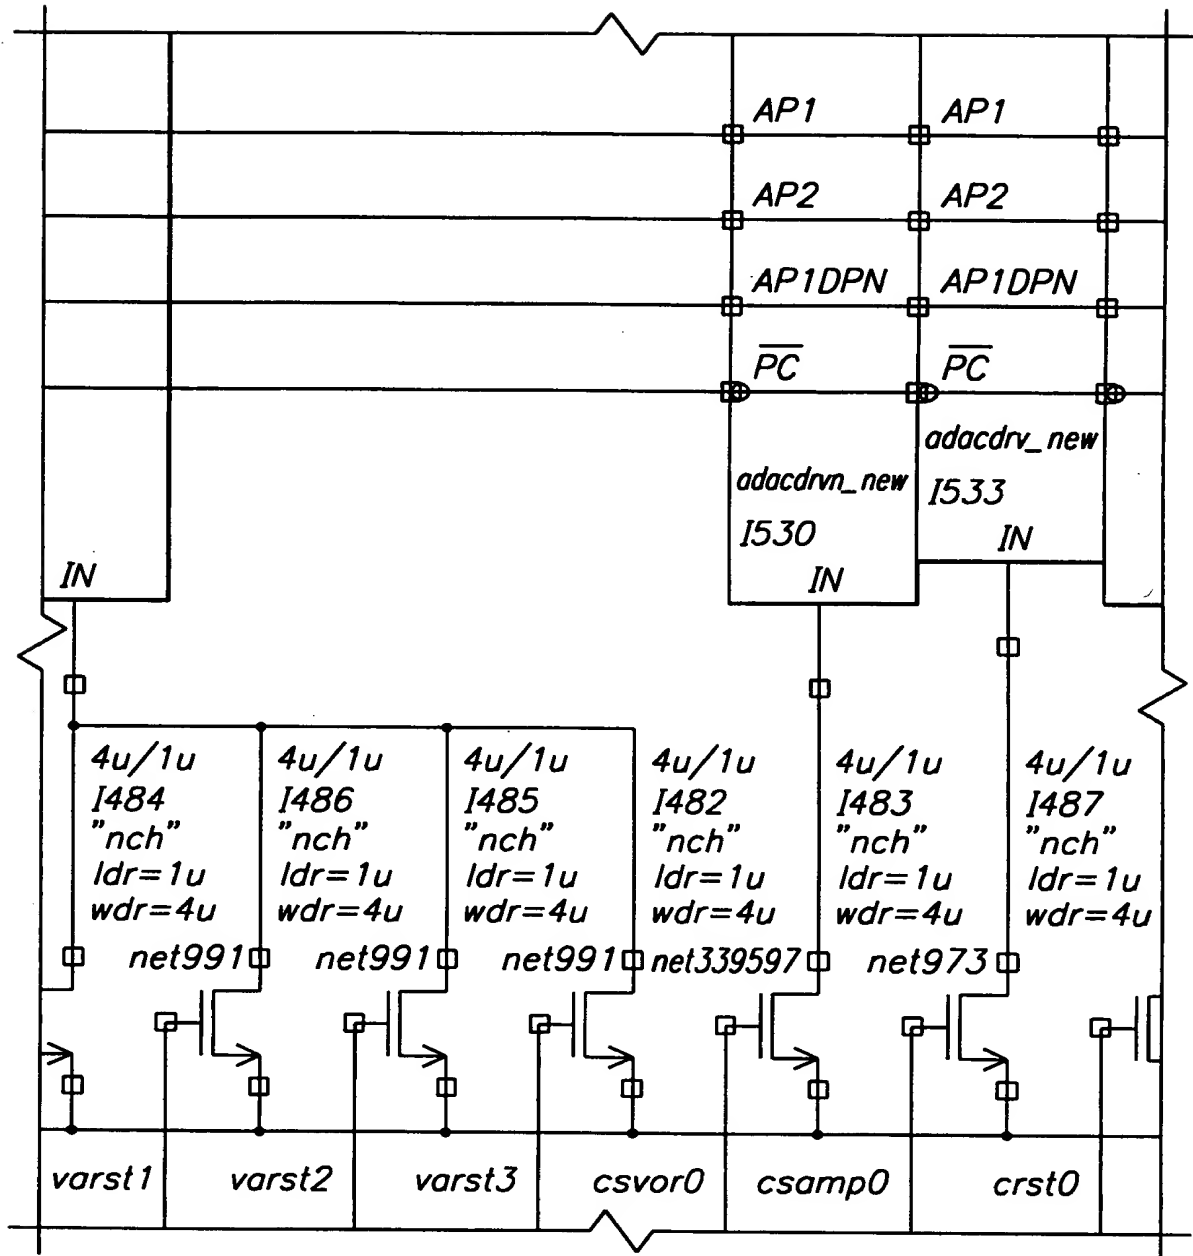 AP1 AP1
AP2 AP2
AP1DPN AP1DPN
PC PC
adacdrv_new
adacdrvn_new
I533
I530
IN
IN
IN
4u/1u 4u/1u 4u/1u 4u/1u 4u/1u 4u/1u
I484 I486 I485 I482 I483 I487
"nch" "nch" "nch" "nch" "nch" "nch"
ldr=1u ldr=1u ldr=1u ldr=1u ldr=1u ldr=1u
wdr=4u wdr=4u wdr=4u wdr=4u wdr=4u wdr=4u
net991 net991 net991 net339597 net973
varst1 varst2 varst3 csvor0 csamp0 crst0